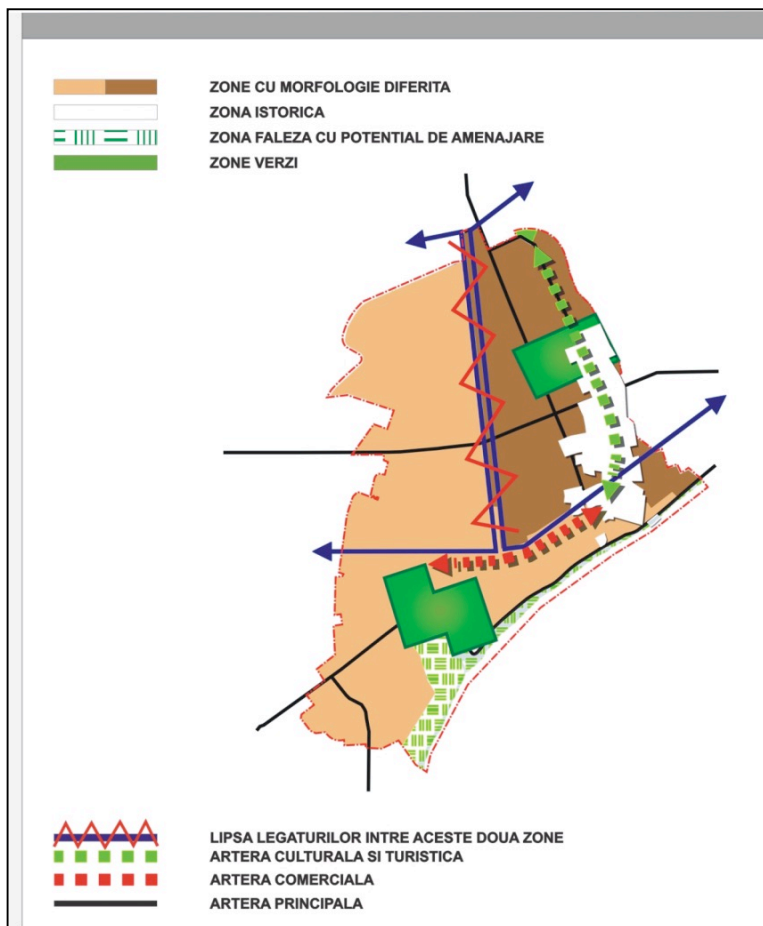 ZONE CU MORFOLOGIE DIFERITA
ZONA ISTORICA
ZONA FALEZA CU POTENTIAL DE AMENAJARE
ZONE VERZI
LIPSA LEGATURILOR INTRE ACESTE DOUA ZONE
ARTERA CULTURALA SI TURISTICA
ARTERA COMERCIALA
ARTERA PRINCIPALA